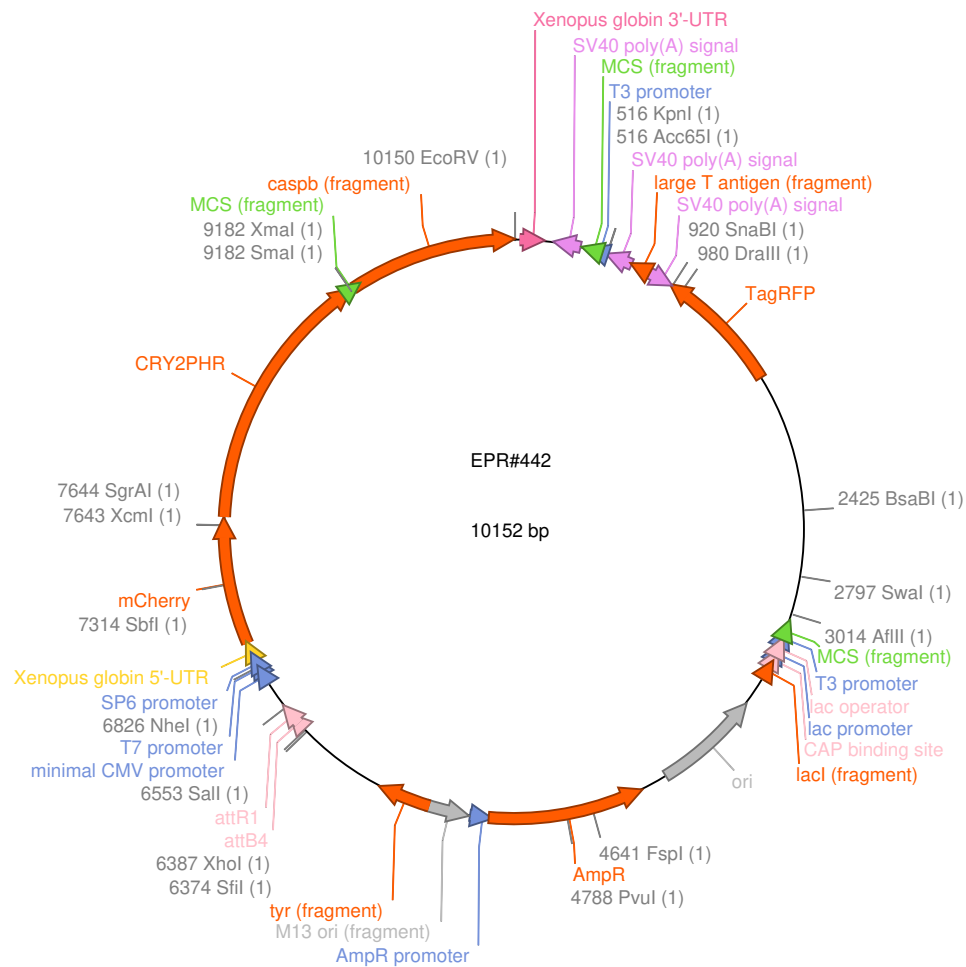 Xenopus globin 3'-UTR
SV40 poly(A) signal
MCS (fragment)
T3 promoter
516 KpnI (1)
516 Acc65I (1)
SV40 poly(A) signal
large T antigen (fragment)
SV40 poly(A) signal
920 SnaBI (1)
980 DraIII (1)
TagRFP
10150 EcoRV (1)
caspb (fragment)
MCS (fragment)
9182 XmaI (1)
9182 SmaI (1)
CRY2PHR
EPR#442
10152 bp
7644 SgrAI (1)
7643 XcmI (1)
mCherry
7314 SbfI (1)
Xenopus globin 5'-UTR
SP6 promoter
6826 NheI (1)
T7 promoter
minimal CMV promoter
6553 SalI (1)
attR1
attB4
6387 XhoI (1)
6374 SfiI (1)
tyr (fragment)
M13 ori (fragment)
AmpR promoter
2425 BsaBI (1)
2797 SwaI (1)
3014 AflII (1)
MCS (fragment)
T3 promoter
lac operator
lac promoter
CAP binding site
lacI (fragment)
ori
4641 FspI (1)
AmpR
4788 PvuI (1)